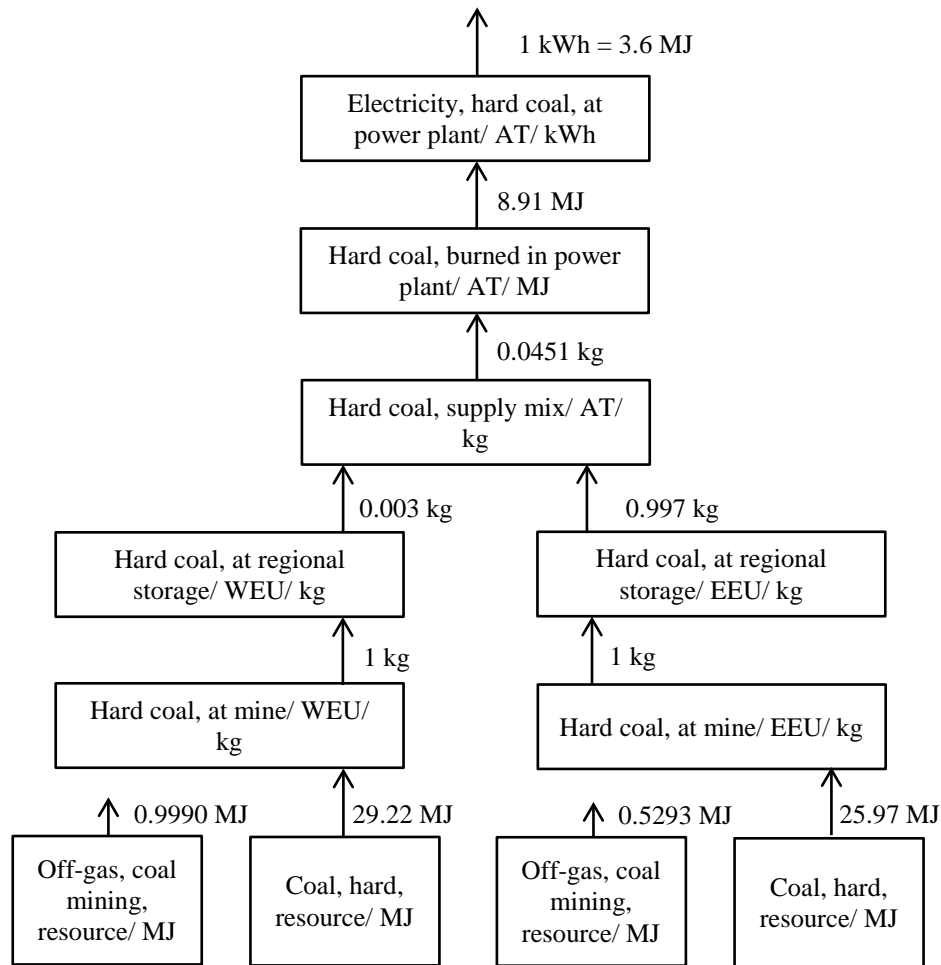 1 kWh = 3.6 MJ
Electricity, hard coal, at
power plant/ AT/ kWh
8.91 MJ
Hard coal, burned in power
plant/ AT/ MJ
0.0451 kg
Hard coal, supply mix/ AT/
kg
0.003 kg
0.997 kg
Hard coal, at regional
storage/ WEU/ kg
Hard coal, at regional
storage/ EEU/ kg
1 kg
1 kg
Hard coal, at mine/ WEU/
kg
Hard coal, at mine/ EEU/ kg
0.9990 MJ
29.22 MJ
0.5293 MJ
25.97 MJ
Off-gas, coal
mining,
resource/ MJ
Coal, hard,
resource/ MJ
Off-gas, coal
mining,
resource/ MJ
Coal, hard,
resource/ MJ